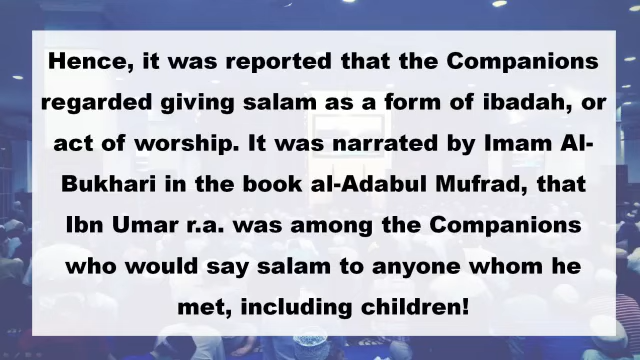 Hence, it was reported that the Companions
regarded giving salam as a form of ibadah, or
act of worship. It was narrated by Imam Al-
Bukhari in the book al-Adabul Mufrad, that
Ibn Umar r.a. was among the Companions
who would say salam to anyone whom he
met, including children!